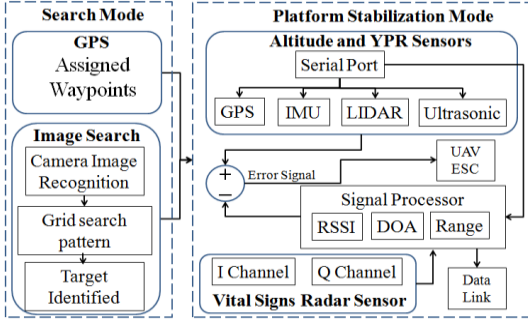 Search Mode
GPS
Assigned
Waypoints
Image Search
Camera Image
Recognition
Grid search
pattern
Target
Identified
Platform Stabilization Mode
Altitude and YPR Sensors
Serial Port
GPS
IMU
LIDAR
Ultrasonic
+
−
Error Signal
UAV
ESC
Signal Processor
RSSI
DOA
Range
I Channel
Q Channel
Vital Signs Radar Sensor
Data
Link